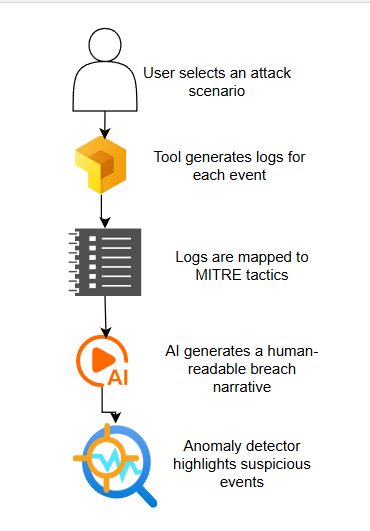 User selects an attack
scenario
Tool generates logs for
each event
Logs are mapped to
MITRE tactics
AI generates a human-
readable breach
narrative
AI
Anomaly detector
highlights suspicious
events